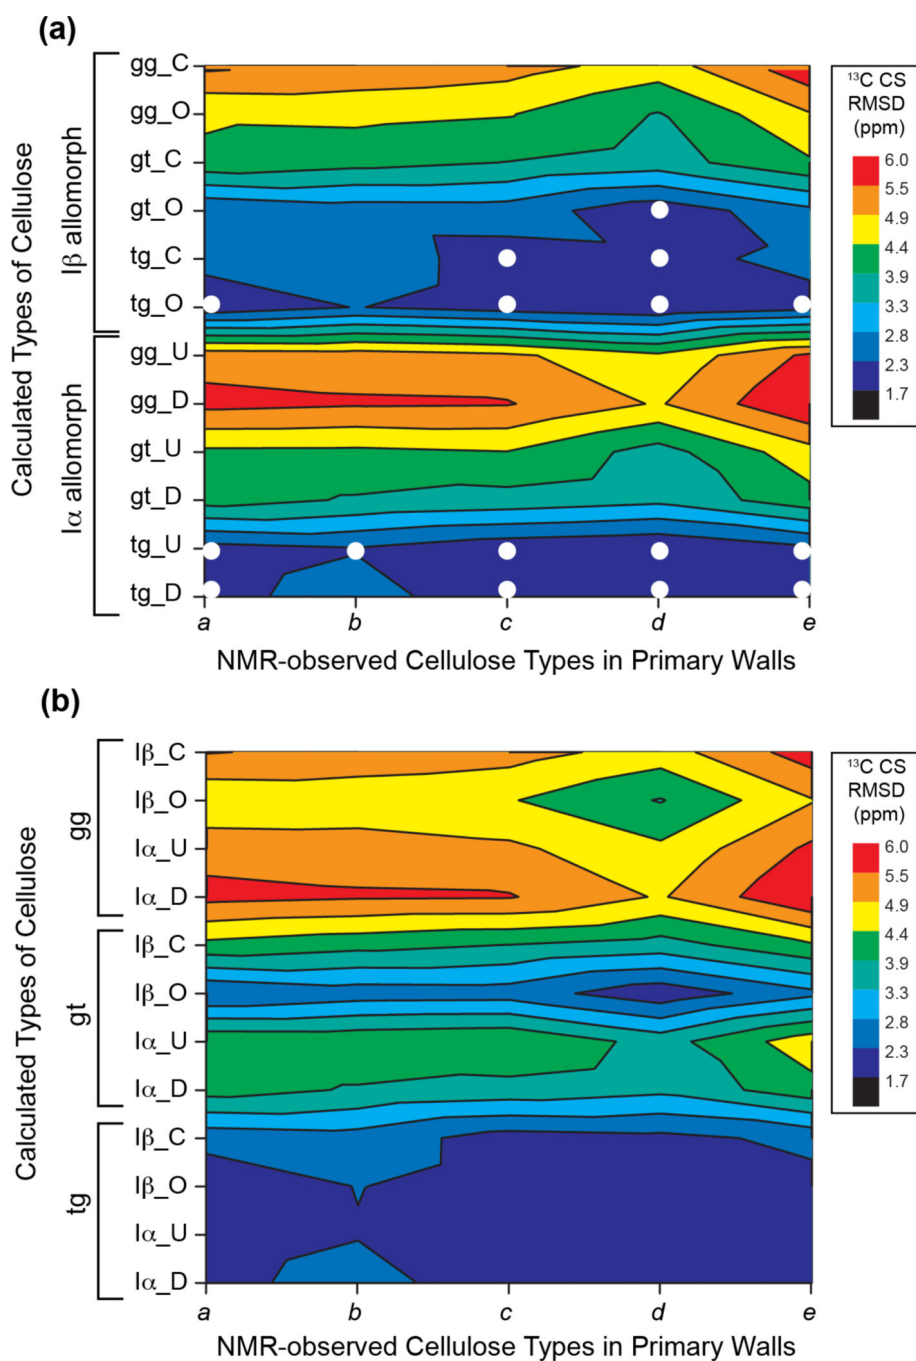 (a)
Calculated Types of Cellulose
Iβ allomorph
Iα allomorph
gg_C
gg_O
gt_C
gt_O
tg_C
tg_O
gg_U
gg_D
gt_U
gt_D
tg_U
tg_D
a b c d e
NMR-observed Cellulose Types in Primary Walls
¹³C CS
RMSD
(ppm)
6.0
5.5
4.9
4.4
3.9
3.3
2.8
2.3
1.7
(b)
Calculated Types of Cellulose
gg
gt
tg
Iβ_C
Iβ_O
Iα_U
Iα_D
Iβ_C
Iβ_O
Iα_U
Iα_D
Iβ_C
Iβ_O
Iα_U
Iα_D
a b c d e
NMR-observed Cellulose Types in Primary Walls
¹³C CS
RMSD
(ppm)
6.0
5.5
4.9
4.4
3.9
3.3
2.8
2.3
1.7